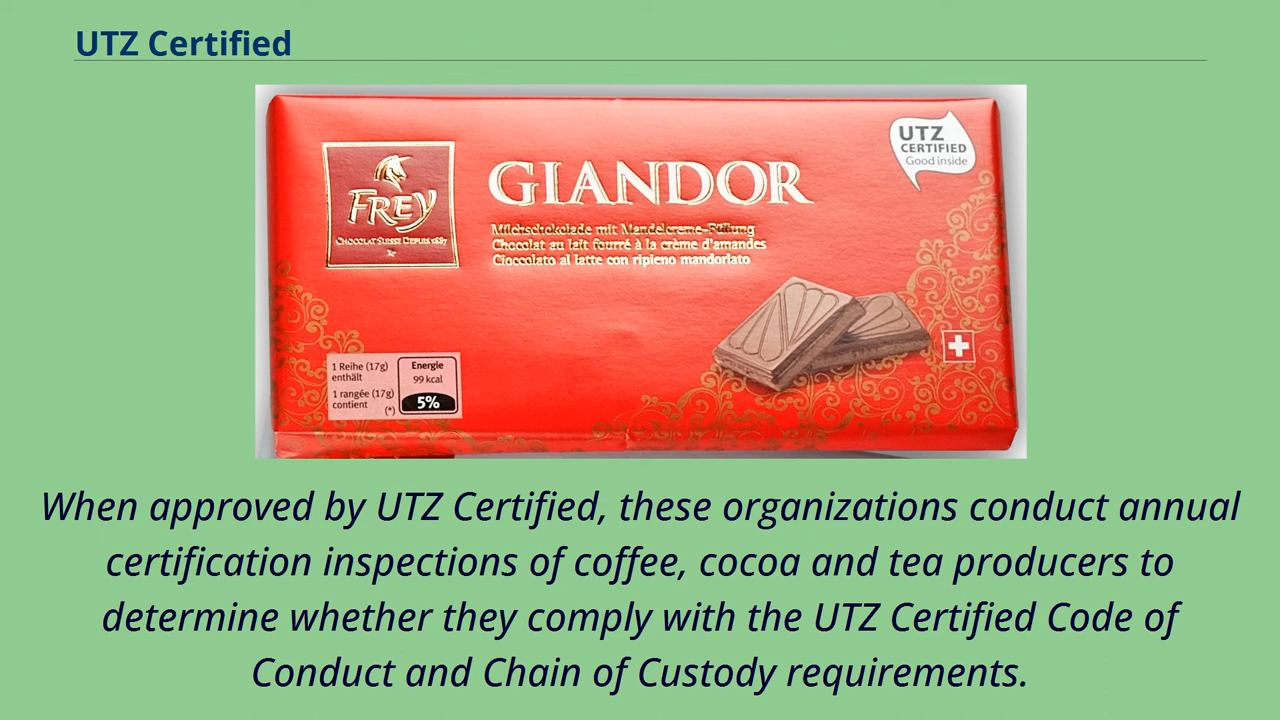 UTZ Certified
FREY
CHOCOLAT SUISSE DEPUIS 1887
GIANDOR
Milchschokolade mit Mandelcreme-Füllung
Chocolat au lait fourré à la crème d'amandes
Cioccolato al latte con ripieno mandorlato
UTZ
CERTIFIED
Good inside
1 Reihe (17g)
enthält
1 rangée (17g)
contient
(*)
Energie
99 kcal
5%
When approved by UTZ Certified, these organizations conduct annual
certification inspections of coffee, cocoa and tea producers to
determine whether they comply with the UTZ Certified Code of
Conduct and Chain of Custody requirements.